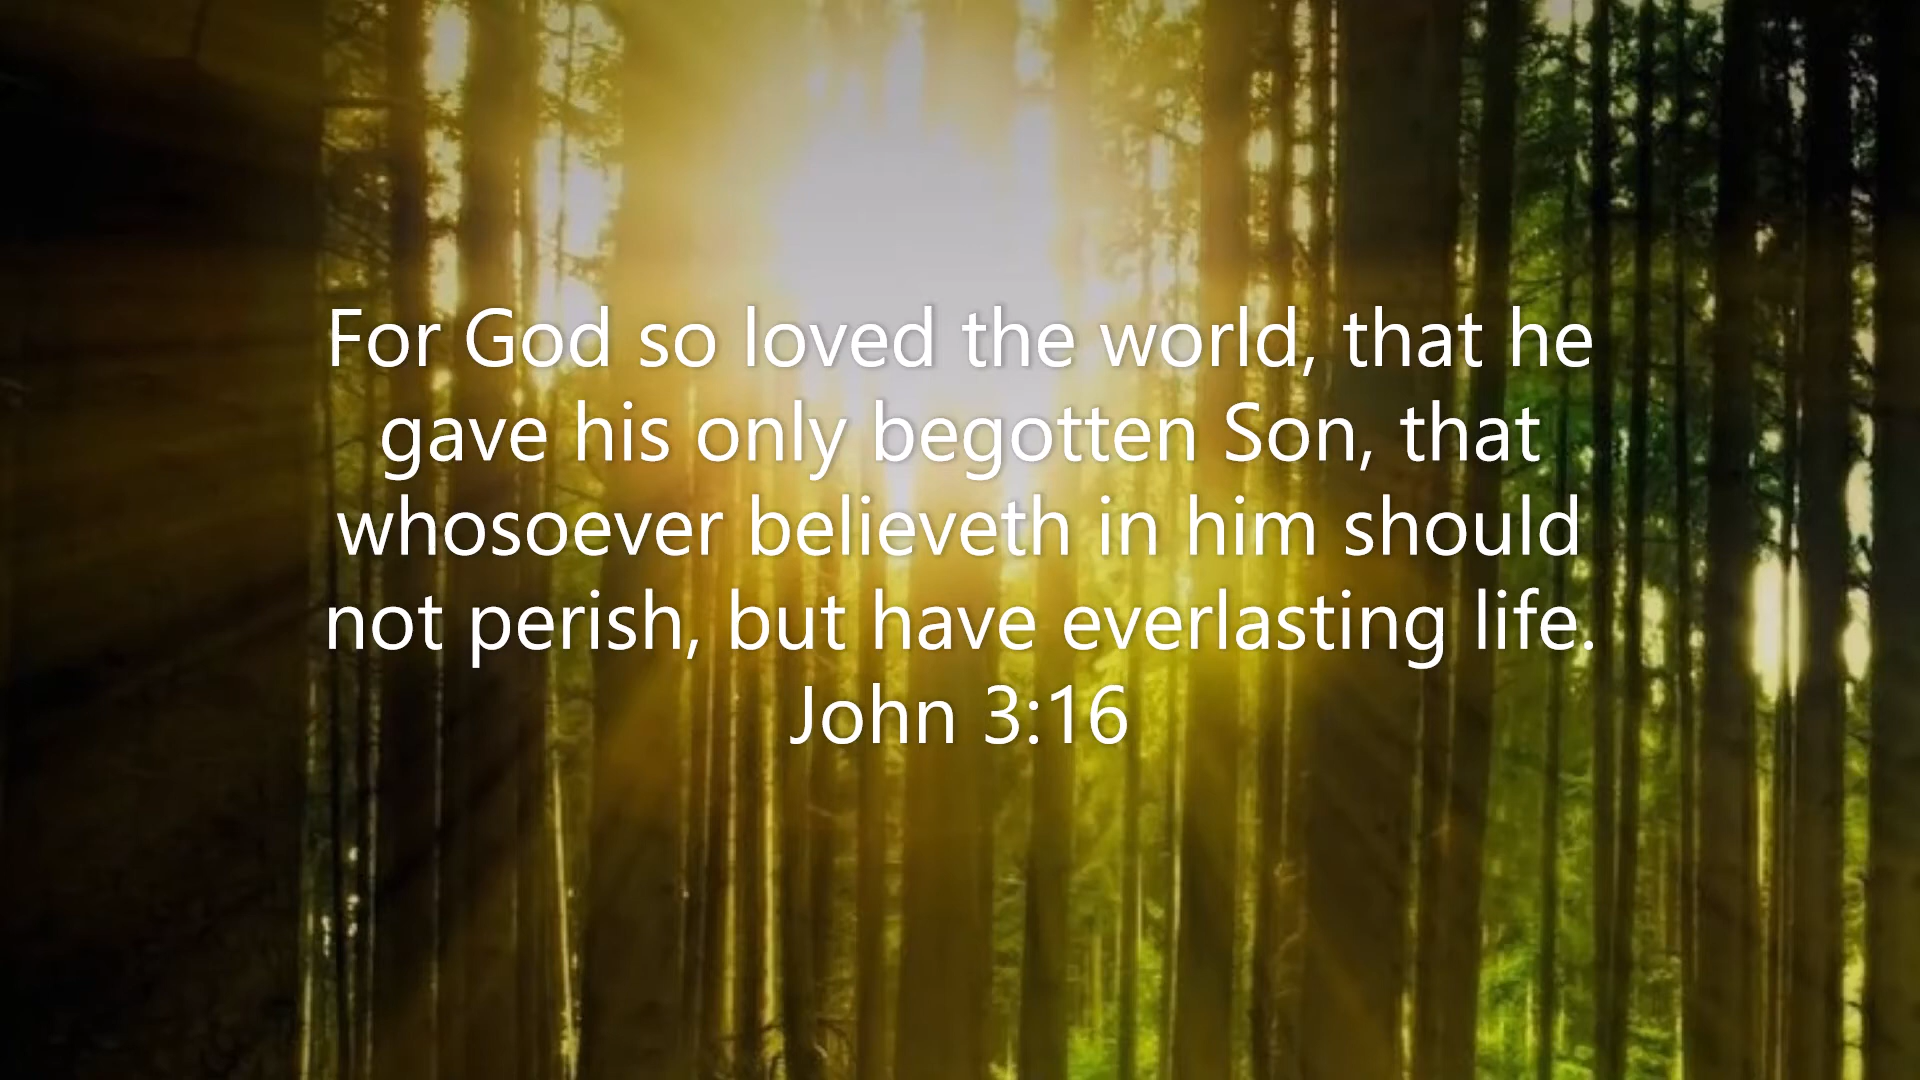 For God so loved the world, that he
gave his only begotten Son, that
whosoever believeth in him should
not perish, but have everlasting life.
John 3:16